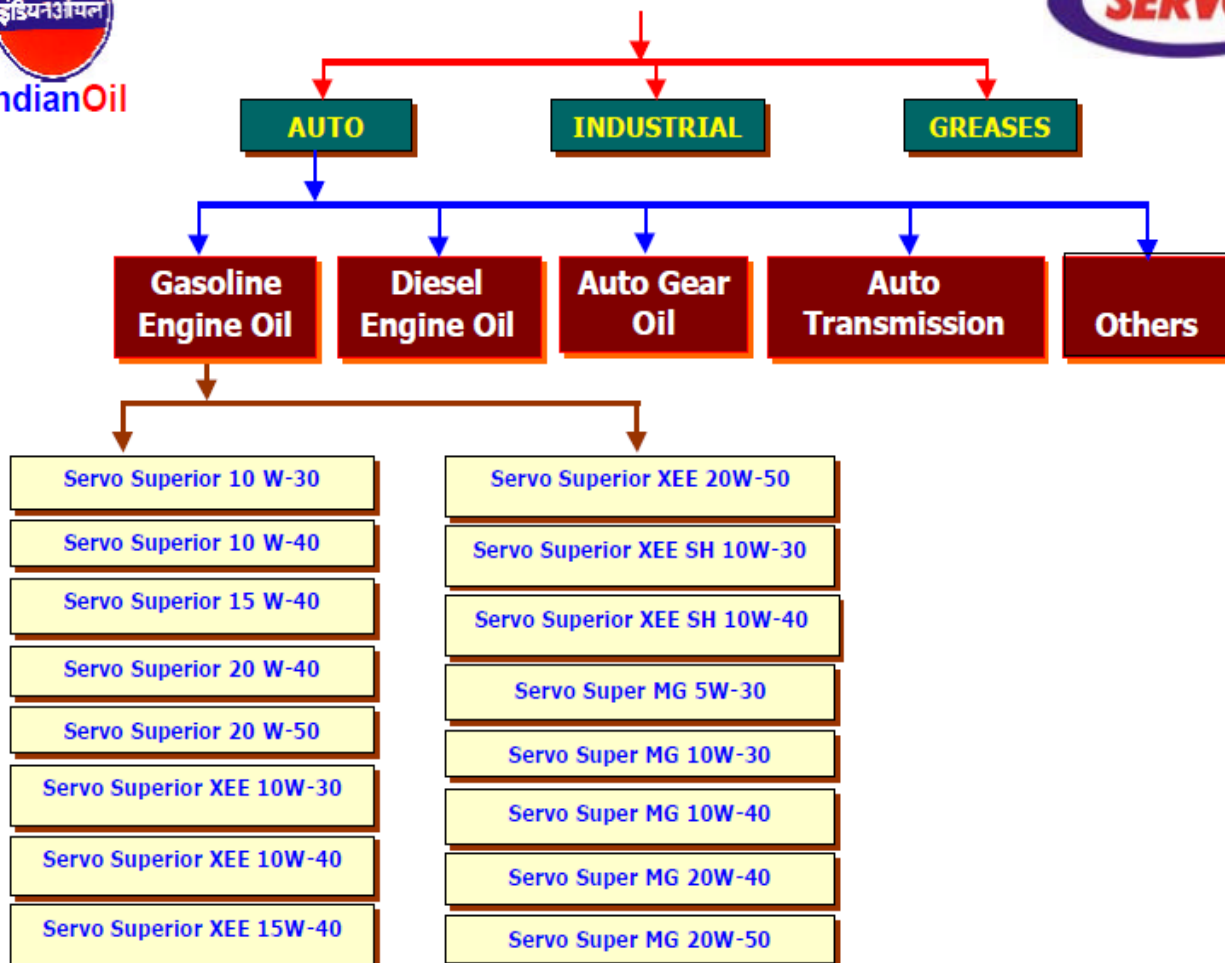 इंडियनऑयल
IndianOil
SERVO
AUTO
INDUSTRIAL
GREASES
Gasoline
Engine Oil
Diesel
Engine Oil
Auto Gear
Oil
Auto
Transmission
Others
Servo Superior 10 W-30
Servo Superior 10 W-40
Servo Superior 15 W-40
Servo Superior 20 W-40
Servo Superior 20 W-50
Servo Superior XEE 10W-30
Servo Superior XEE 10W-40
Servo Superior XEE 15W-40
Servo Superior XEE 20W-50
Servo Superior XEE SH 10W-30
Servo Superior XEE SH 10W-40
Servo Super MG 5W-30
Servo Super MG 10W-30
Servo Super MG 10W-40
Servo Super MG 20W-40
Servo Super MG 20W-50